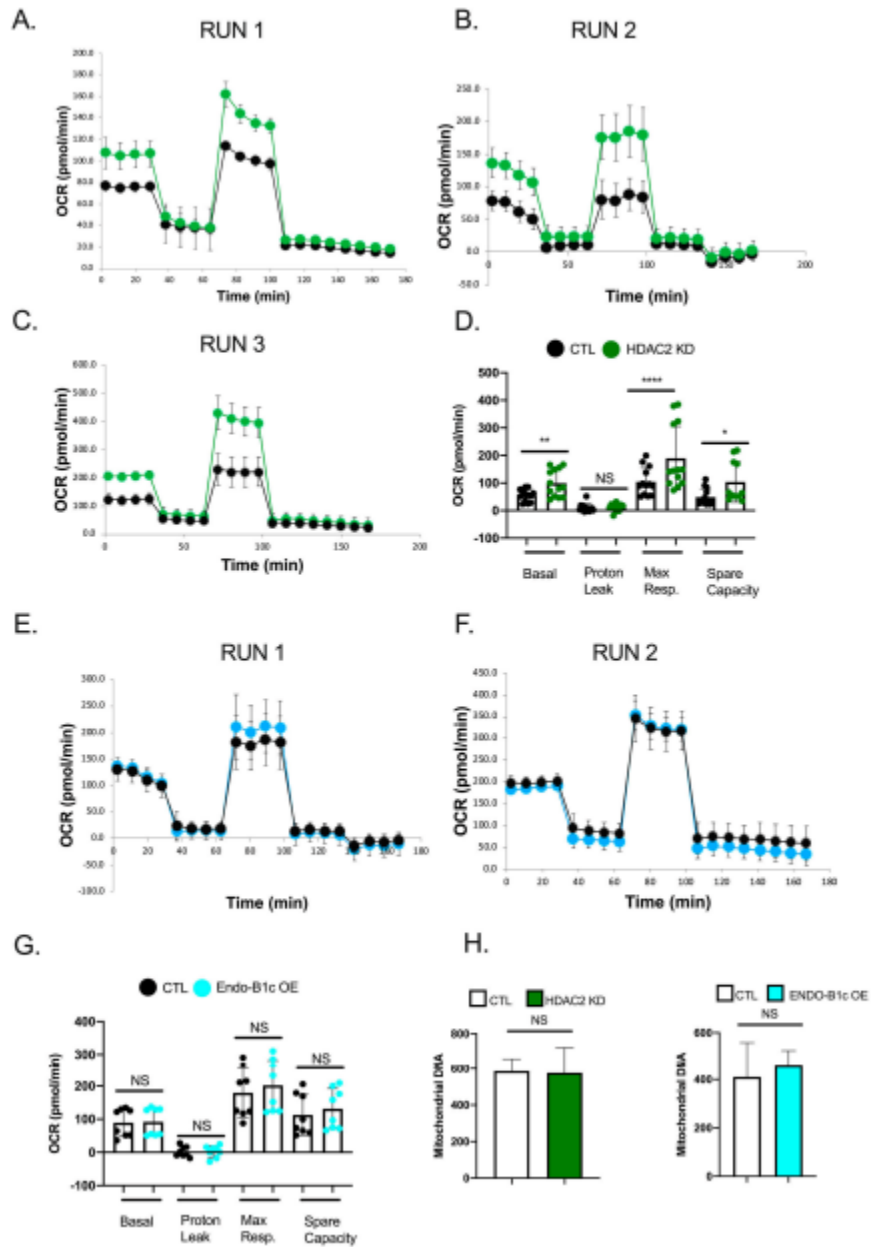 A.
RUN 1
OCR (pmol/min)
200.0
180.0
160.0
140.0
120.0
100.0
80.0
60.0
40.0
20.0
0.0
0 20 40 60 80 100 120 140 160 180
Time (min)
B.
RUN 2
OCR (pmol/min)
250.0
200.0
150.0
100.0
50.0
0.0
-50.0
0 50 100 200
Time (min)
C.
RUN 3
OCR (pmol/min)
600.0
500.0
400.0
300.0
200.0
100.0
0.0
0 50 100 150 200
Time (min)
D.
CTL HDAC2 KD
OCR (pmol/min)
500
400
300
200
100
0
-100
**
NS
****
*
Basal Proton Max Spare
Leak Resp. Capacity
E.
RUN 1
OCR (pmol/min)
300.0
250.0
200.0
150.0
100.0
50.0
0.0
-50.0
-100.0
0 20 40 60 80 100 120 140 160 180
Time (min)
F.
RUN 2
OCR (pmol/min)
450.0
400.0
350.0
300.0
250.0
200.0
150.0
100.0
50.0
0.0
0 20 40 60 80 100 120 140 160 180
Time (min)
G.
CTL Endo-B1c OE
OCR (pmol/min)
400
300
200
100
0
-100
NS
NS
NS
NS
Basal Proton Max Spare
Leak Resp. Capacity
H.
CTL HDAC2 KD
NS
Mitochondrial DNA
800
600
400
200
0
CTL ENDO-B1c OE
NS
Mitochondrial DNA
600
400
200
0